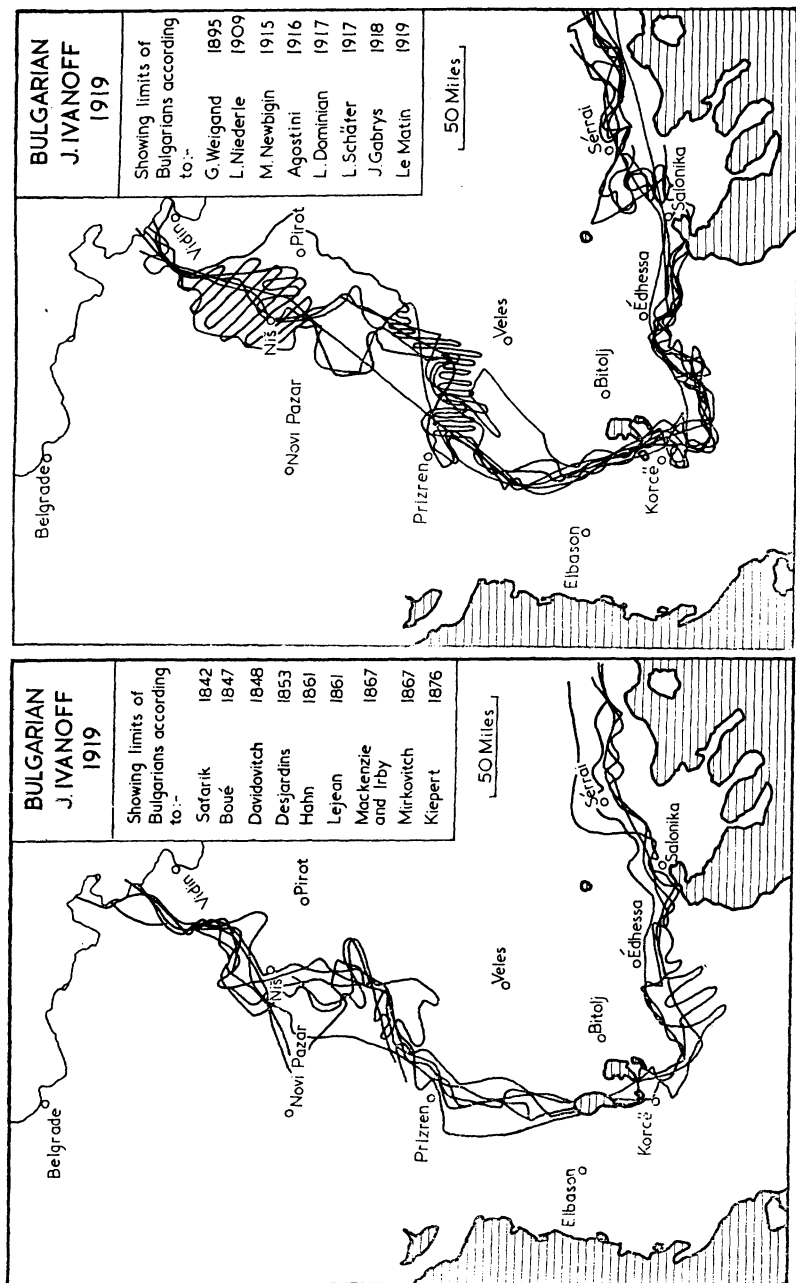 BULGARIAN
J. IVANOFF
1919
Showing limits of
Bulgarians according
to:-
Safarik 1842
Boué 1847
Davidovitch 1848
Desjardins 1853
Hahn 1861
Lejean 1861
Mackenzie
and Irby 1867
Mirkovitch 1867
Kiepert 1876
Belgrade
Vidin
Niš
Pirot
Novi Pazar
Prizren
Veles
50 Miles
Elbason
Bitolj
Korcë
Édhessa
Sérrai
Salonika
BULGARIAN
J. IVANOFF
1919
Showing limits of
Bulgarians according
to:-
G.Weigand 1895
L.Niederle 1909
M.Newbigin 1915
Agostini 1916
L.Dominian 1917
L.Schäter 1917
J.Gabrys 1918
Le Matin 1919
Belgrade
Vidin
Niš
Pirot
Novi Pazar
Prizren
Veles
50 Miles
Elbason
Bitolj
Korcë
Édhessa
Sérrai
Salonika